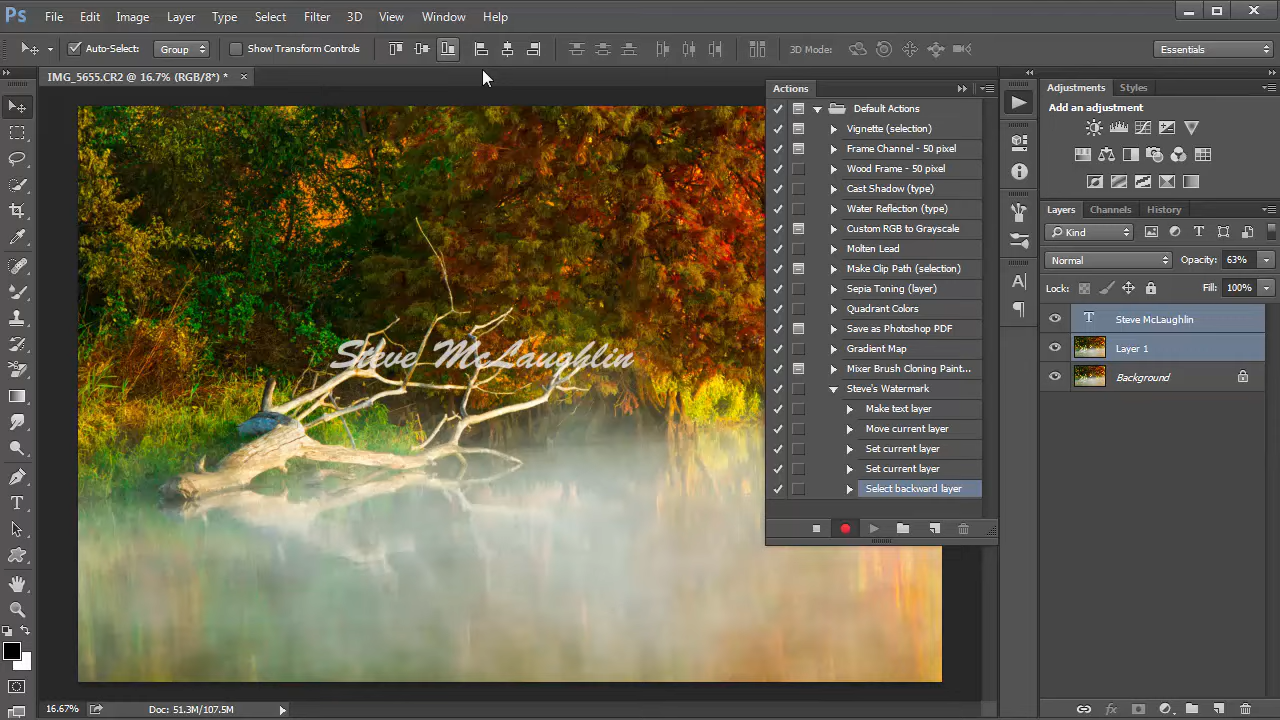 Ps File Edit Image Layer Type Select Filter 3D View Window Help
Auto-Select: Group Show Transform Controls 3D Mode: Essentials
IMG_5655.CR2 @ 16.7% (RGB/8*) *
Actions
Default Actions
Vignette (selection)
Frame Channel - 50 pixel
Wood Frame - 50 pixel
Cast Shadow (type)
Water Reflection (type)
Custom RGB to Grayscale
Molten Lead
Make Clip Path (selection)
Sepia Toning (layer)
Quadrant Colors
Save as Photoshop PDF
Gradient Map
Mixer Brush Cloning Paint...
Steve's Watermark
Make text layer
Move current layer
Set current layer
Set current layer
Select backward layer
Adjustments Styles
Add an adjustment
Layers Channels History
Kind
Normal Opacity: 63%
Lock: Fill: 100%
Steve McLaughlin
Layer 1
Background
Steve McLaughlin
16.67% Doc: 51.3M/107.5M